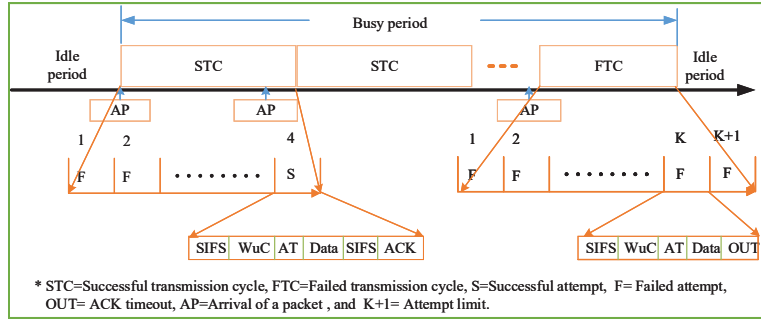 Busy period
Idle period
STC
STC
FTC
Idle period
AP
AP
AP
1
2
4
1
2
K
K+1
F
F
S
F
F
F
F
SIFS WuC AT Data SIFS ACK
SIFS WuC AT Data OUT
* STC=Successful transmission cycle, FTC=Failed transmission cycle, S=Successful attempt, F= Failed attempt,
OUT= ACK timeout, AP=Arrival of a packet , and K+1= Attempt limit.